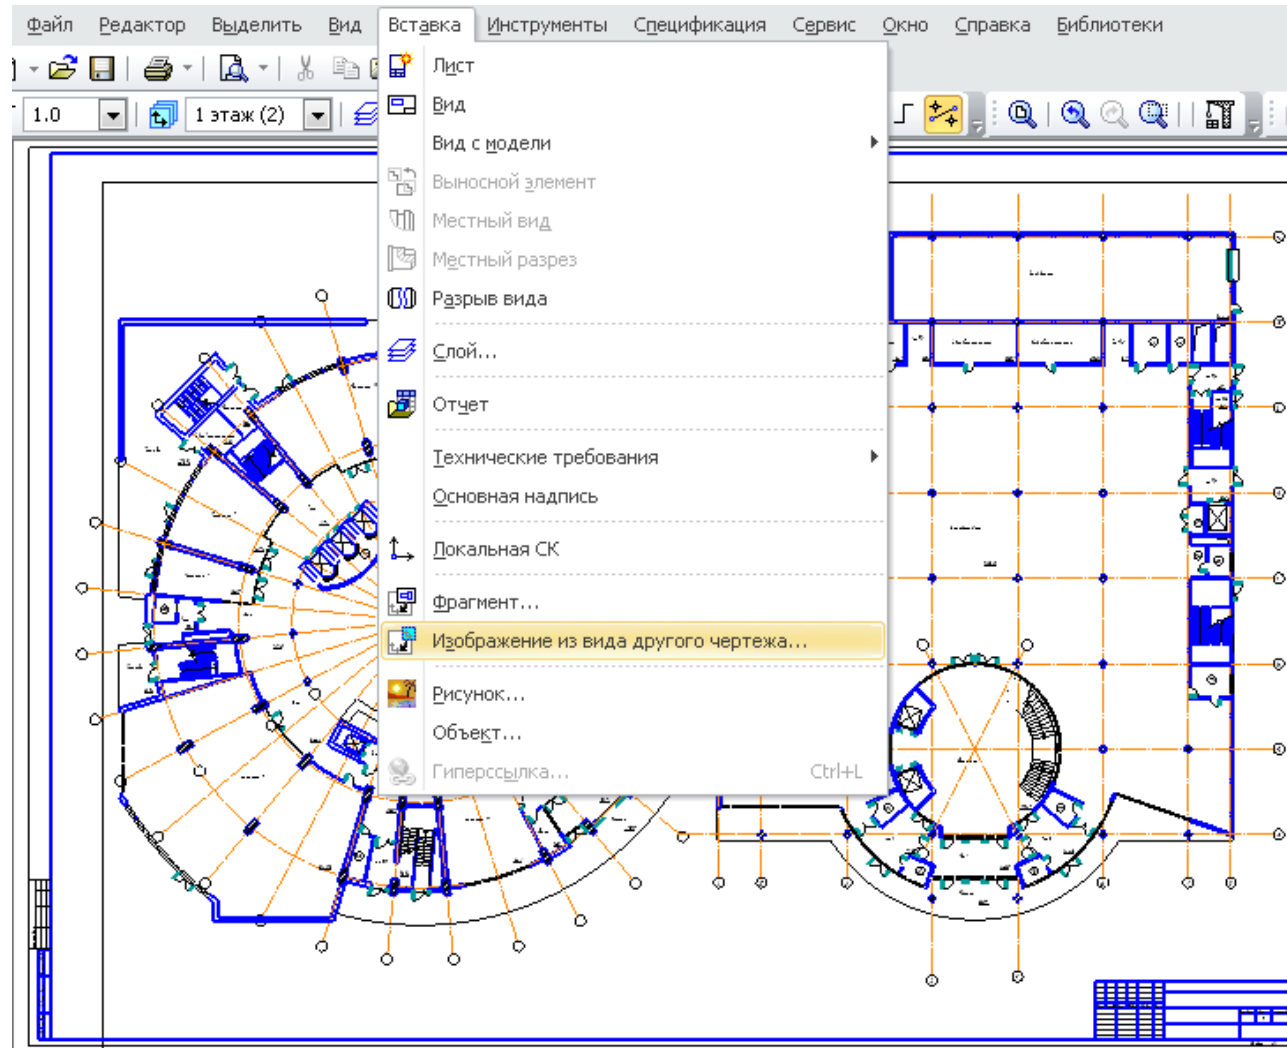 Файл Редактор Выделить Вид Вставка Инструменты Спецификация Сервис Окно Справка Библиотеки
1.0 1 этаж (2)
Лист
Вид
Вид с модели
Выносной элемент
Местный вид
Местный разрез
Разрыв вида
Слой...
Отчет
Технические требования
Основная надпись
Локальная СК
Фрагмент...
Изображение из вида другого чертежа...
Рисунок...
Объект...
Гиперссылка... Ctrl+L